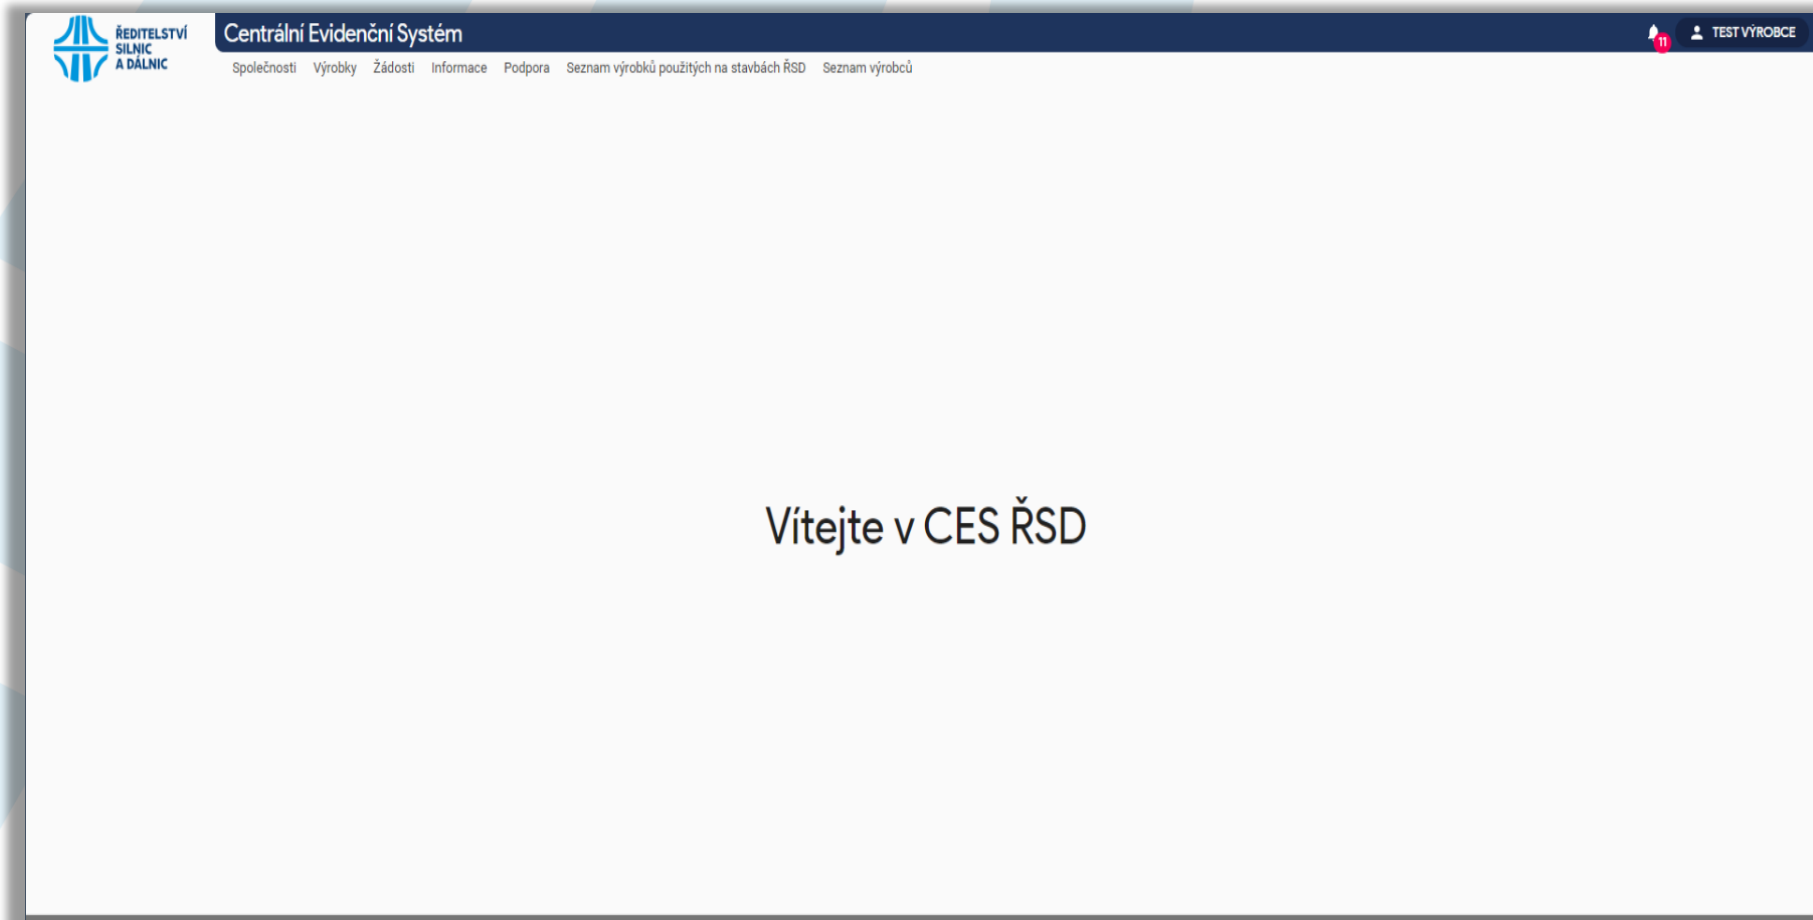 ŘEDITELSTVÍ
SILNIC
A DÁLNIC
Centrální Evidenční Systém
11
TEST VÝROBCE
Společnosti Výrobky Žádosti Informace Podpora Seznam výrobků použitých na stavbách ŘSD Seznam výrobců
Vítejte v CES ŘSD